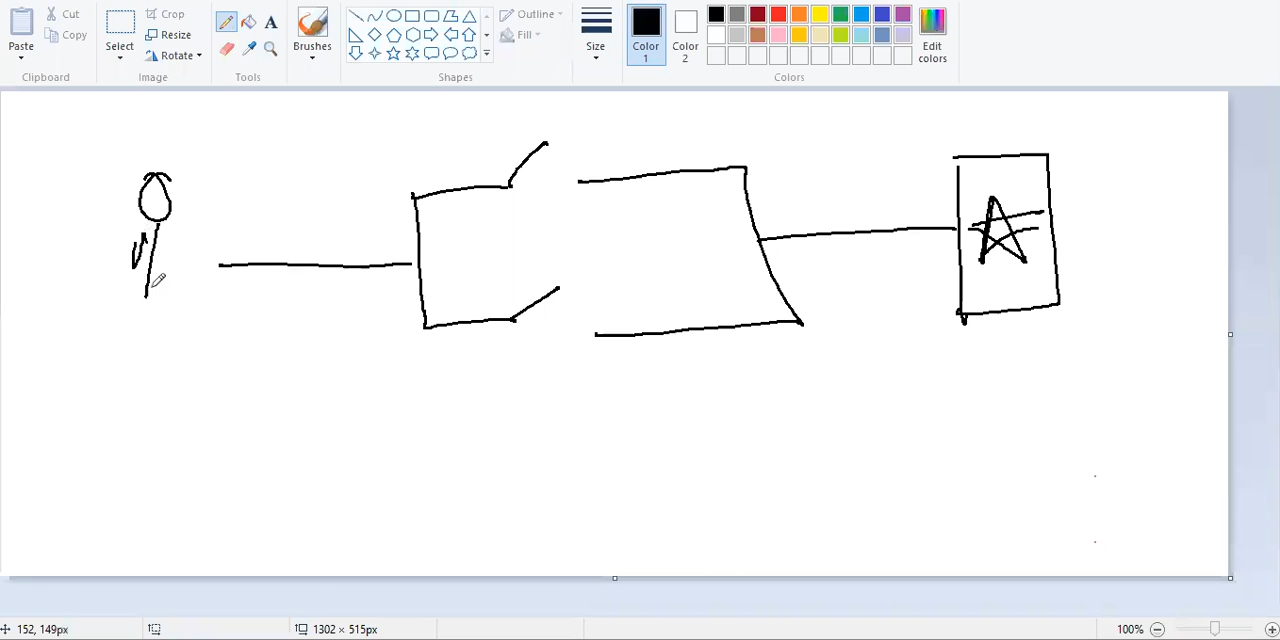 Paste
Cut
Copy
Clipboard
Select
Crop
Resize
Rotate
Image
A
Tools
Brushes
Shapes
Outline
Fill
Size
Color
1
Color
2
Edit
colors
Colors
152, 149px
1302 × 515px
100%